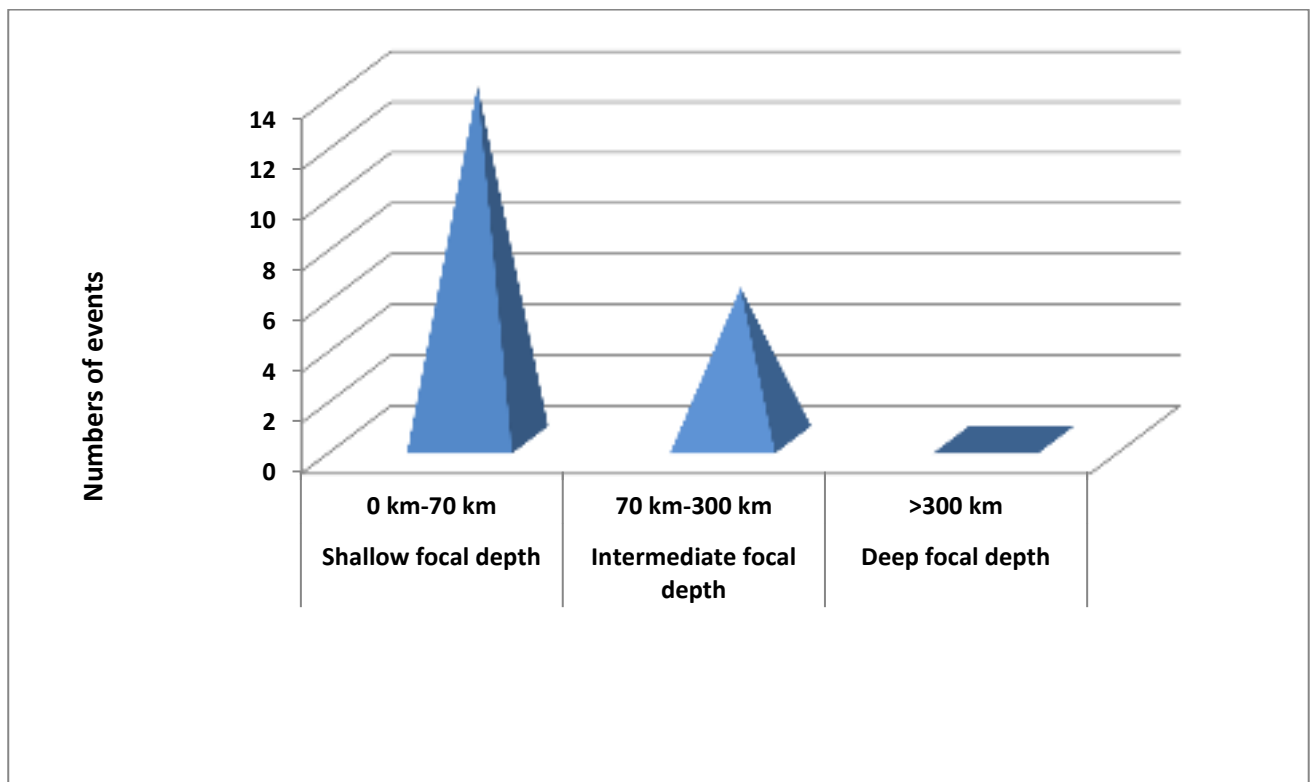 14
12
10
8
6
4
2
0
Numbers of events
0 km-70 km
70 km-300 km
>300 km
Shallow focal depth
Intermediate focal
depth
Deep focal depth